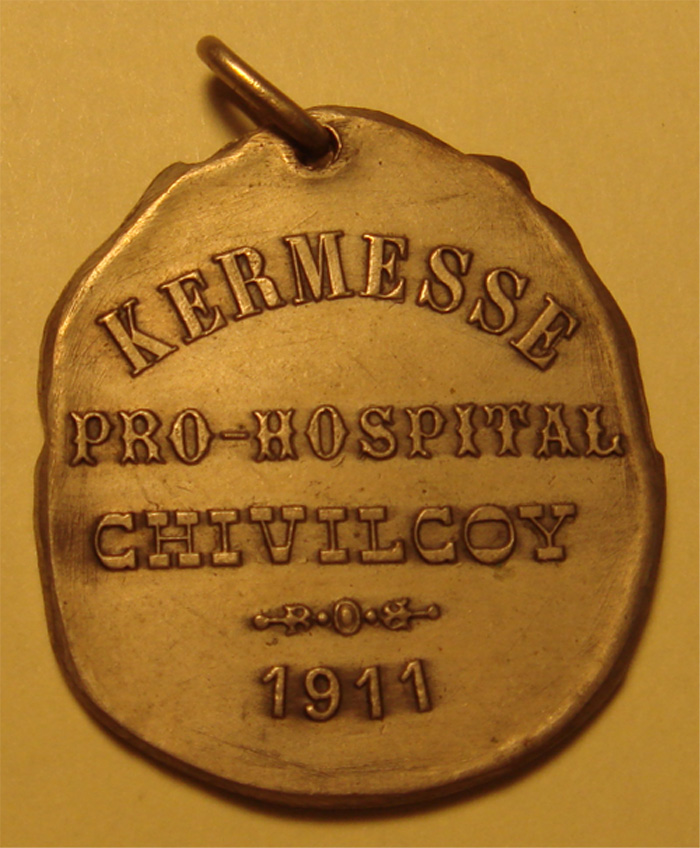 KERMESSE
PRO-HOSPITAL
CHIVILCOY
1911